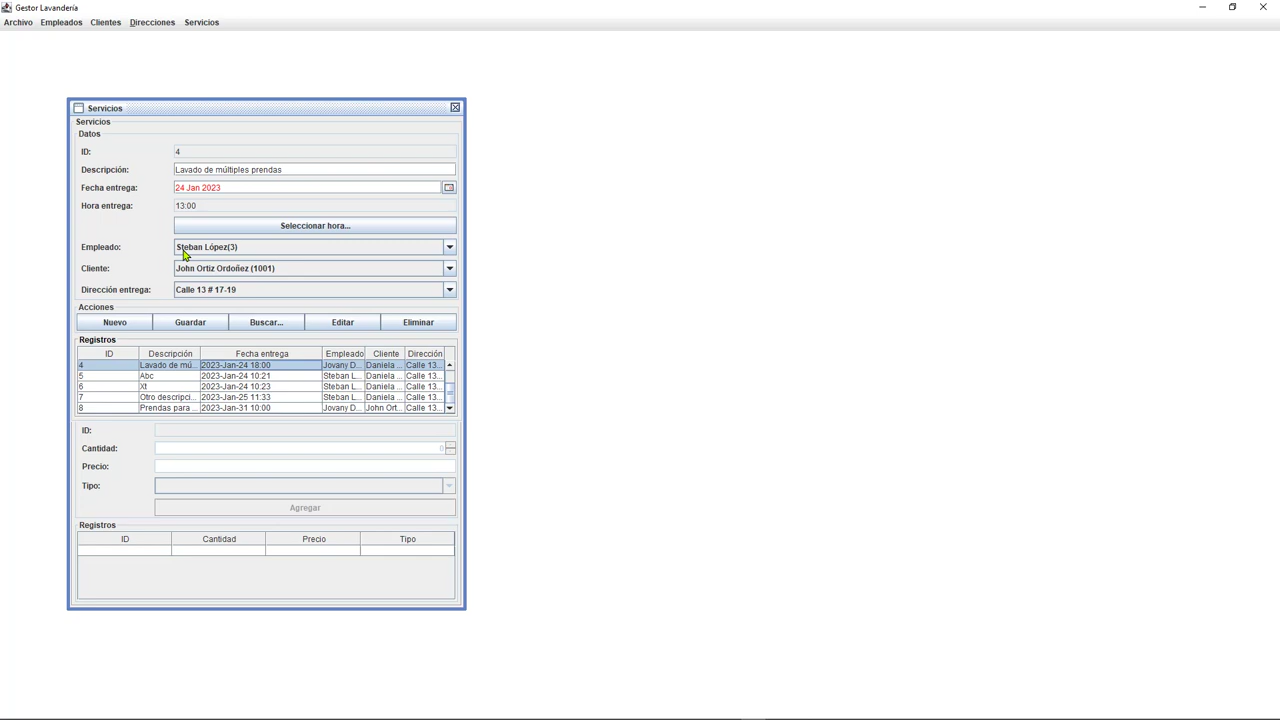 Gestor Lavandería
Archivo Empleados Clientes Direcciones Servicios
Servicios
Servicios
Datos
ID: 4
Descripción: Lavado de múltiples prendas
Fecha entrega: 24 Jan 2023
Hora entrega: 13:00
Seleccionar hora...
Empleado: Steban López(3)
Cliente: John Ortiz Ordoñez (1001)
Dirección entrega: Calle 13 # 17-19
Acciones
Nuevo Guardar Buscar... Editar Eliminar
Registros
ID Descripción Fecha entrega Empleado Cliente Dirección
4 Lavado de mú... 2023-Jan-24 18:00 Jovany D... Daniela ... Calle 13...
5 Abc 2023-Jan-24 10:21 Steban L... Daniela ... Calle 13...
6 Xt 2023-Jan-24 10:23 Steban L... Daniela ... Calle 13...
7 Otro descripci... 2023-Jan-25 11:33 Steban L... Daniela ... Calle 13...
8 Prendas para ... 2023-Jan-31 10:00 Jovany D... John Ort... Calle 13...
ID:
Cantidad: 0
Precio:
Tipo:
Agregar
Registros
ID Cantidad Precio Tipo